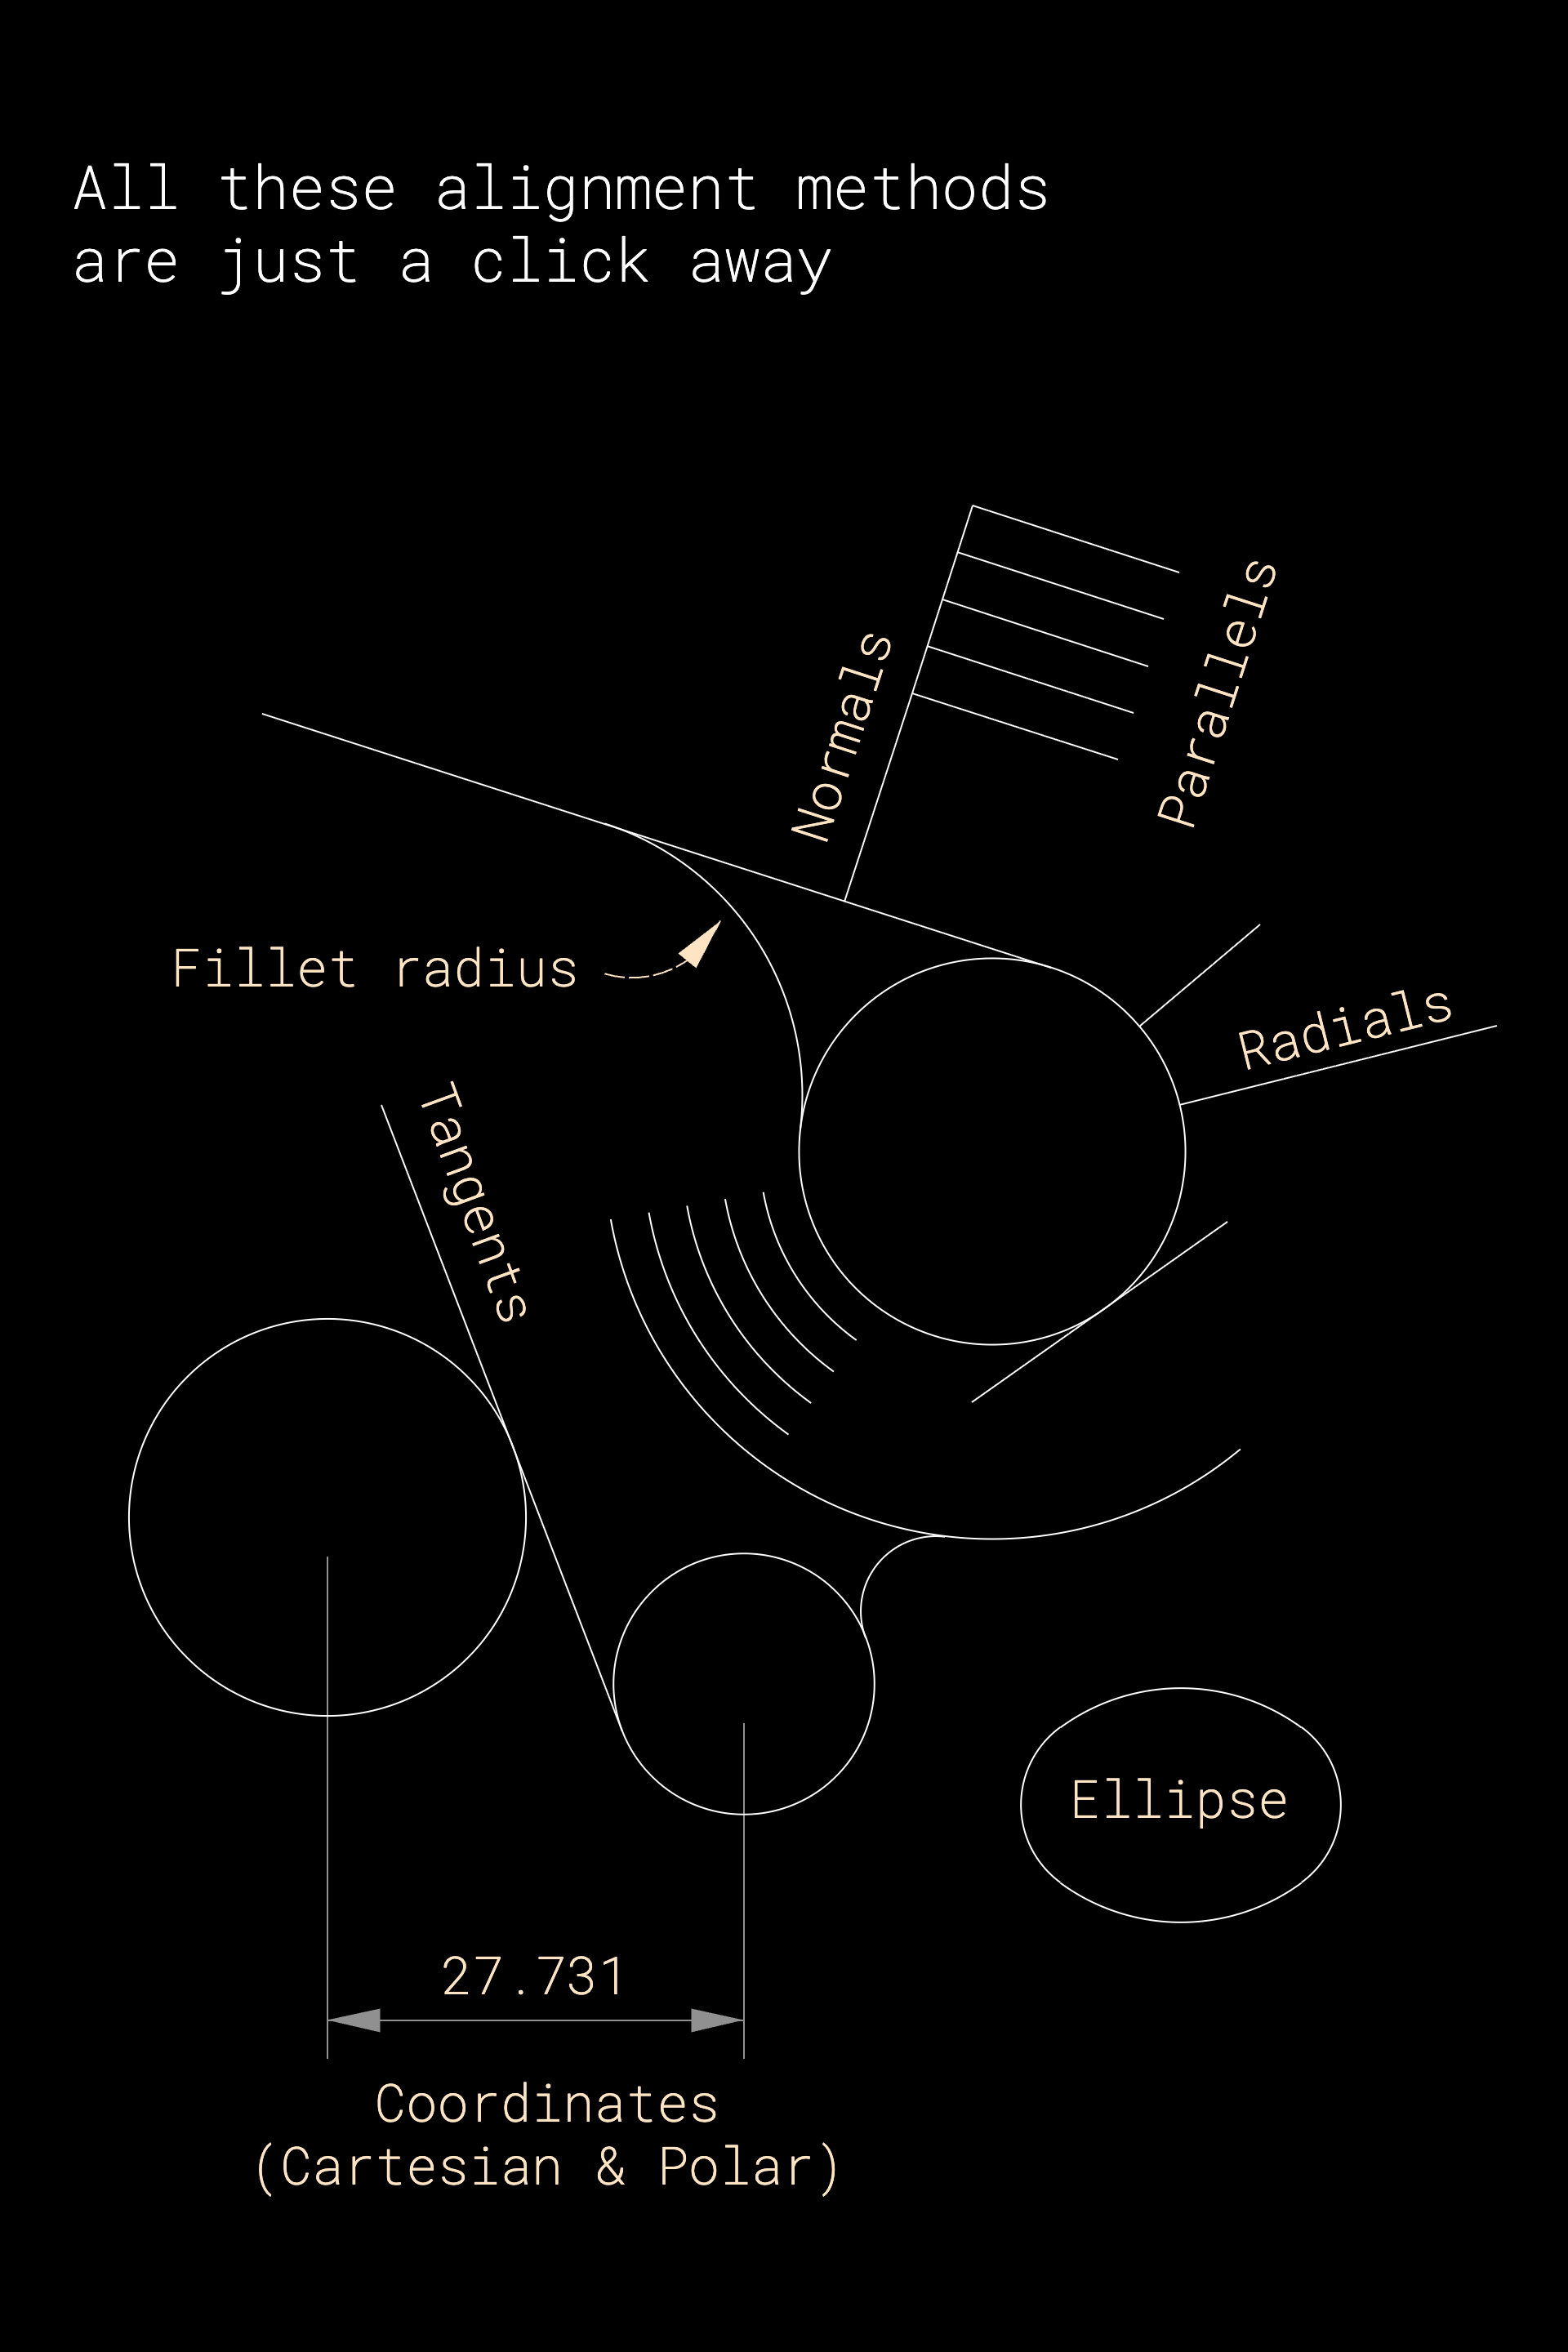 All these alignment methods
are just a click away
Normals
Parallels
Fillet radius
Radials
Tangents
Ellipse
27.731
Coordinates
(Cartesian & Polar)